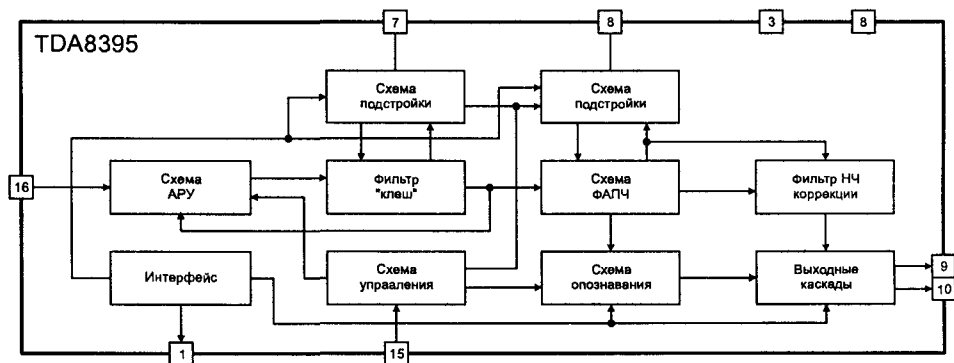 7
8
3
8
TDA8395
Схема
подстройки
Схема
подстройки
16
Схема
АРУ
Фильтр
"клеш"
Схема
ФАПЧ
Фильтр НЧ
коррекции
Интерфейс
Схема
упрааления
Схема
опознавания
Выходные
каскады
9
10
1
15